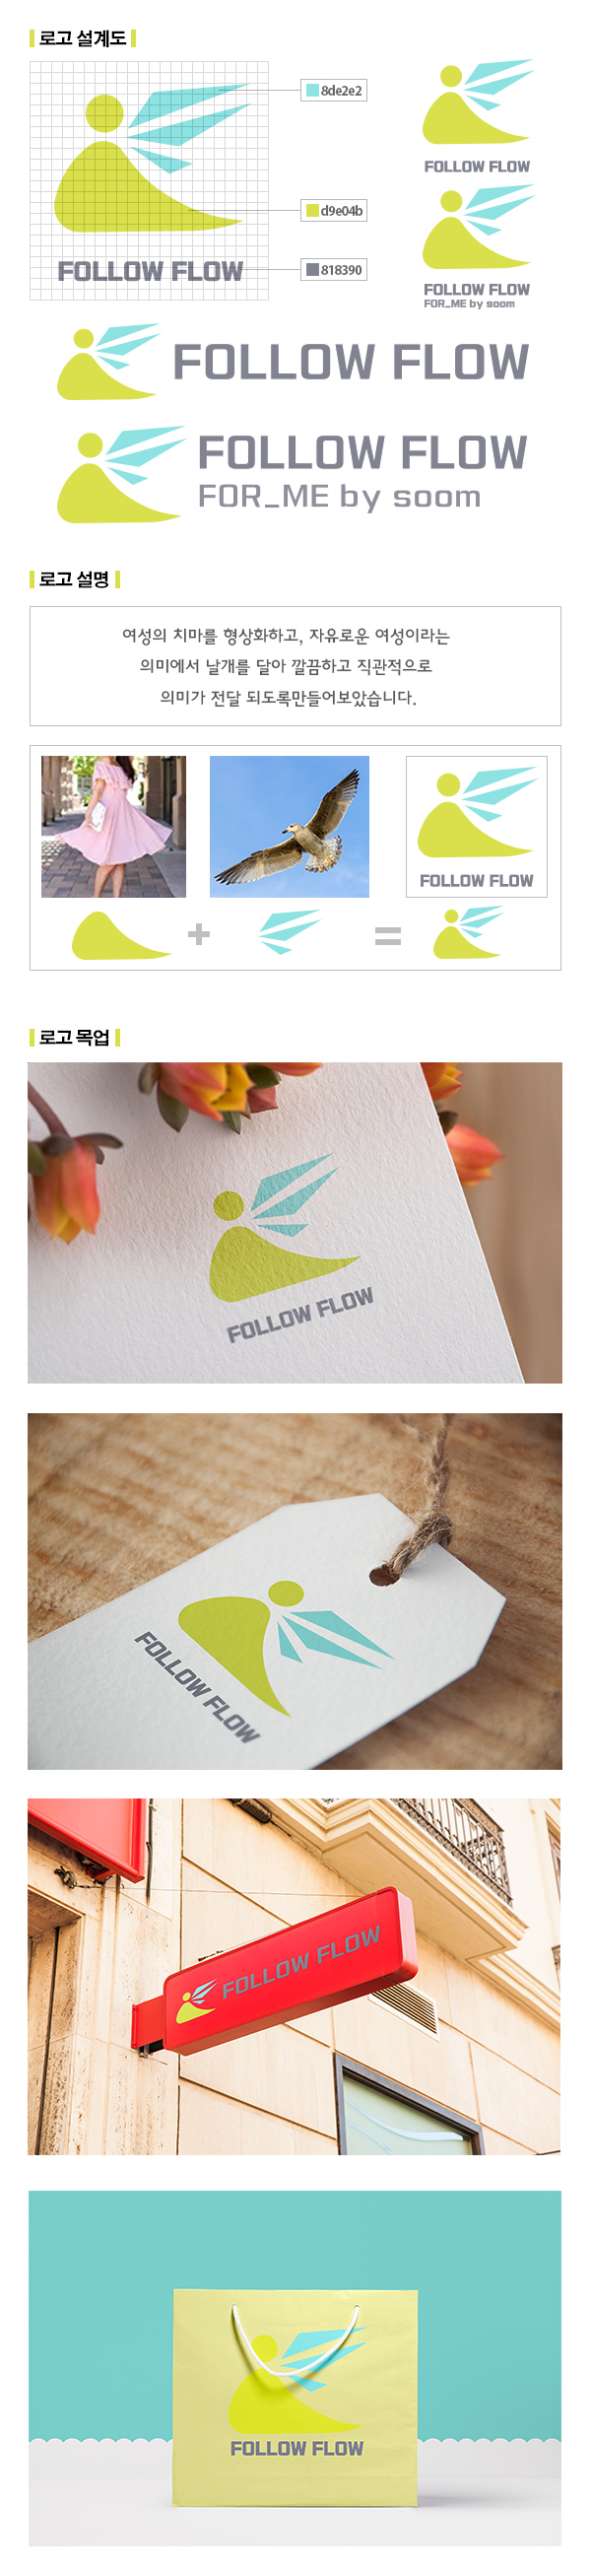 로고 설계도
8de2e2
d9e04b
FOLLOW FLOW
818390
FOLLOW FLOW
FOLLOW FLOW
FOR_ME by soom
FOLLOW FLOW
FOLLOW FLOW
FOR_ME by soom
로고 설명
여성의 치마를 형상화하고, 자유로운 여성이라는
의미에서 날개를 달아 깔끔하고 직관적으로
의미가 전달 되도록만들어보았습니다.
FOLLOW FLOW
+
=
로고 목업
FOLLOW FLOW
FOLLOW FLOW
FOLLOW FLOW
FOLLOW FLOW